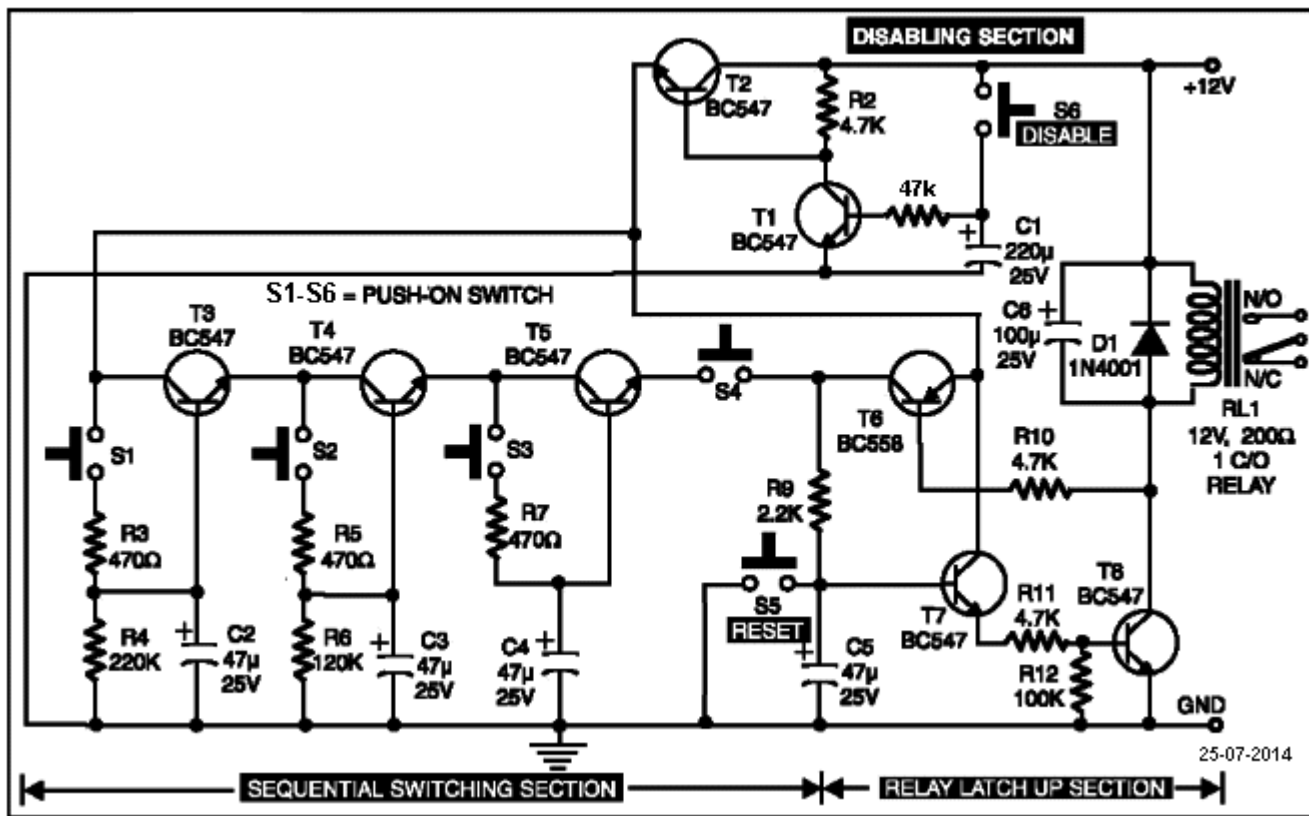 DISABLING SECTION
+12V
T2
BC547
R2
4.7K
S6
DISABLE
47k
T1
BC547
+
C1
220µ
25V
S1-S6 = PUSH-ON SWITCH
T3
BC547
T4
BC547
T5
BC547
S4
T6
BC558
C6 +
100µ
25V
D1
1N4001
N/O
N/C
RL1
12V, 200Ω
1 C/O
RELAY
S1
S2
S3
R10
4.7K
R9
2.2K
R3
470Ω
R5
470Ω
R7
470Ω
S5
RESET
T7
BC547
R11
4.7K
T8
BC547
R4
220K
+
C2
47µ
25V
R6
120K
+
C3
47µ
25V
C4 +
47µ
25V
+
C5
47µ
25V
R12
100K
GND
25-07-2014
SEQUENTIAL SWITCHING SECTION
RELAY LATCH UP SECTION